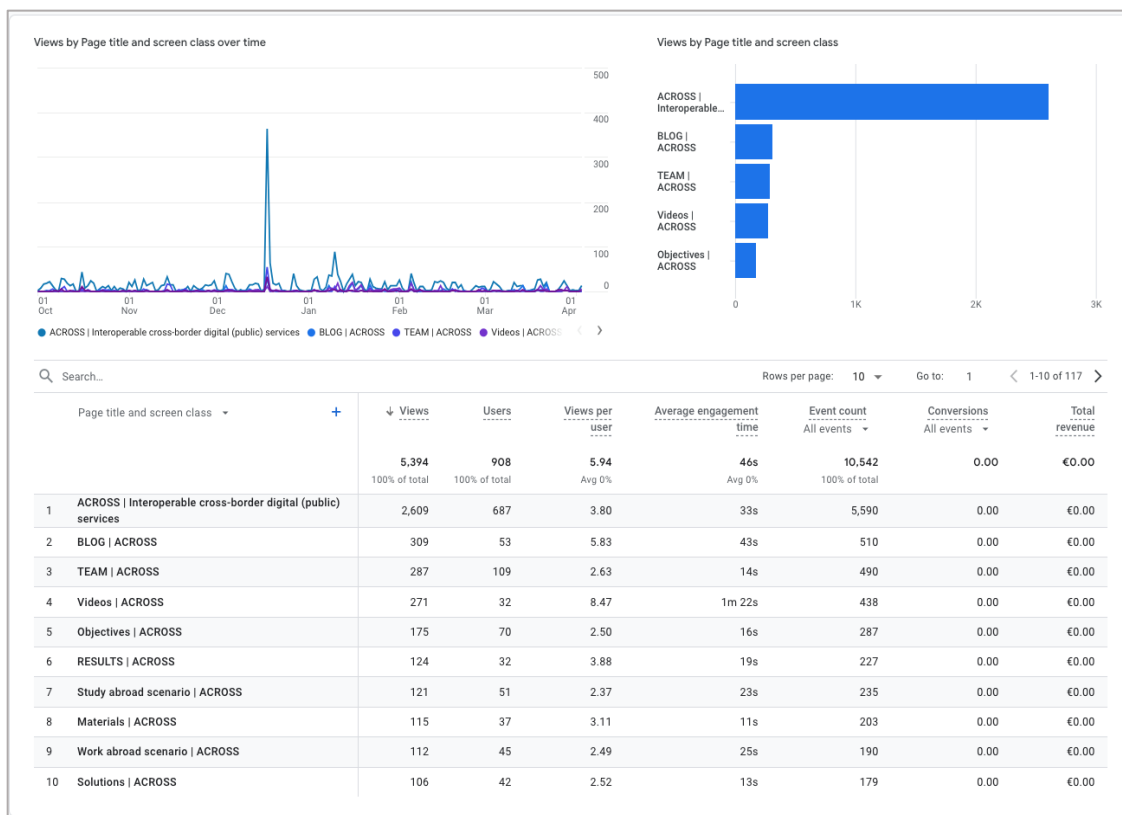 Views by Page title and screen class over time
500
400
300
200
100
0
01 Oct
01 Nov
01 Dec
01 Jan
01 Feb
01 Mar
01 Apr
ACROSS | Interoperable cross-border digital (public) services BLOG | ACROSS TEAM | ACROSS Videos | ACROSS
Views by Page title and screen class
ACROSS |
Interoperable...
BLOG |
ACROSS
TEAM |
ACROSS
Videos |
ACROSS
Objectives |
ACROSS
0 1K 2K 3K
Search... Rows per page: 10 Go to: 1 1-10 of 117
Page title and screen class + Views Users Views per user Average engagement time Event count All events Conversions All events Total revenue
5,394 908 5.94 46s 10,542 0.00 €0.00
100% of total 100% of total Avg 0% Avg 0% 100% of total
1 ACROSS | Interoperable cross-border digital (public) services 2,609 687 3.80 33s 5,590 0.00 €0.00
2 BLOG | ACROSS 309 53 5.83 43s 510 0.00 €0.00
3 TEAM | ACROSS 287 109 2.63 14s 490 0.00 €0.00
4 Videos | ACROSS 271 32 8.47 1m 22s 438 0.00 €0.00
5 Objectives | ACROSS 175 70 2.50 16s 287 0.00 €0.00
6 RESULTS | ACROSS 124 32 3.88 19s 227 0.00 €0.00
7 Study abroad scenario | ACROSS 121 51 2.37 23s 235 0.00 €0.00
8 Materials | ACROSS 115 37 3.11 11s 203 0.00 €0.00
9 Work abroad scenario | ACROSS 112 45 2.49 25s 190 0.00 €0.00
10 Solutions | ACROSS 106 42 2.52 13s 179 0.00 €0.00